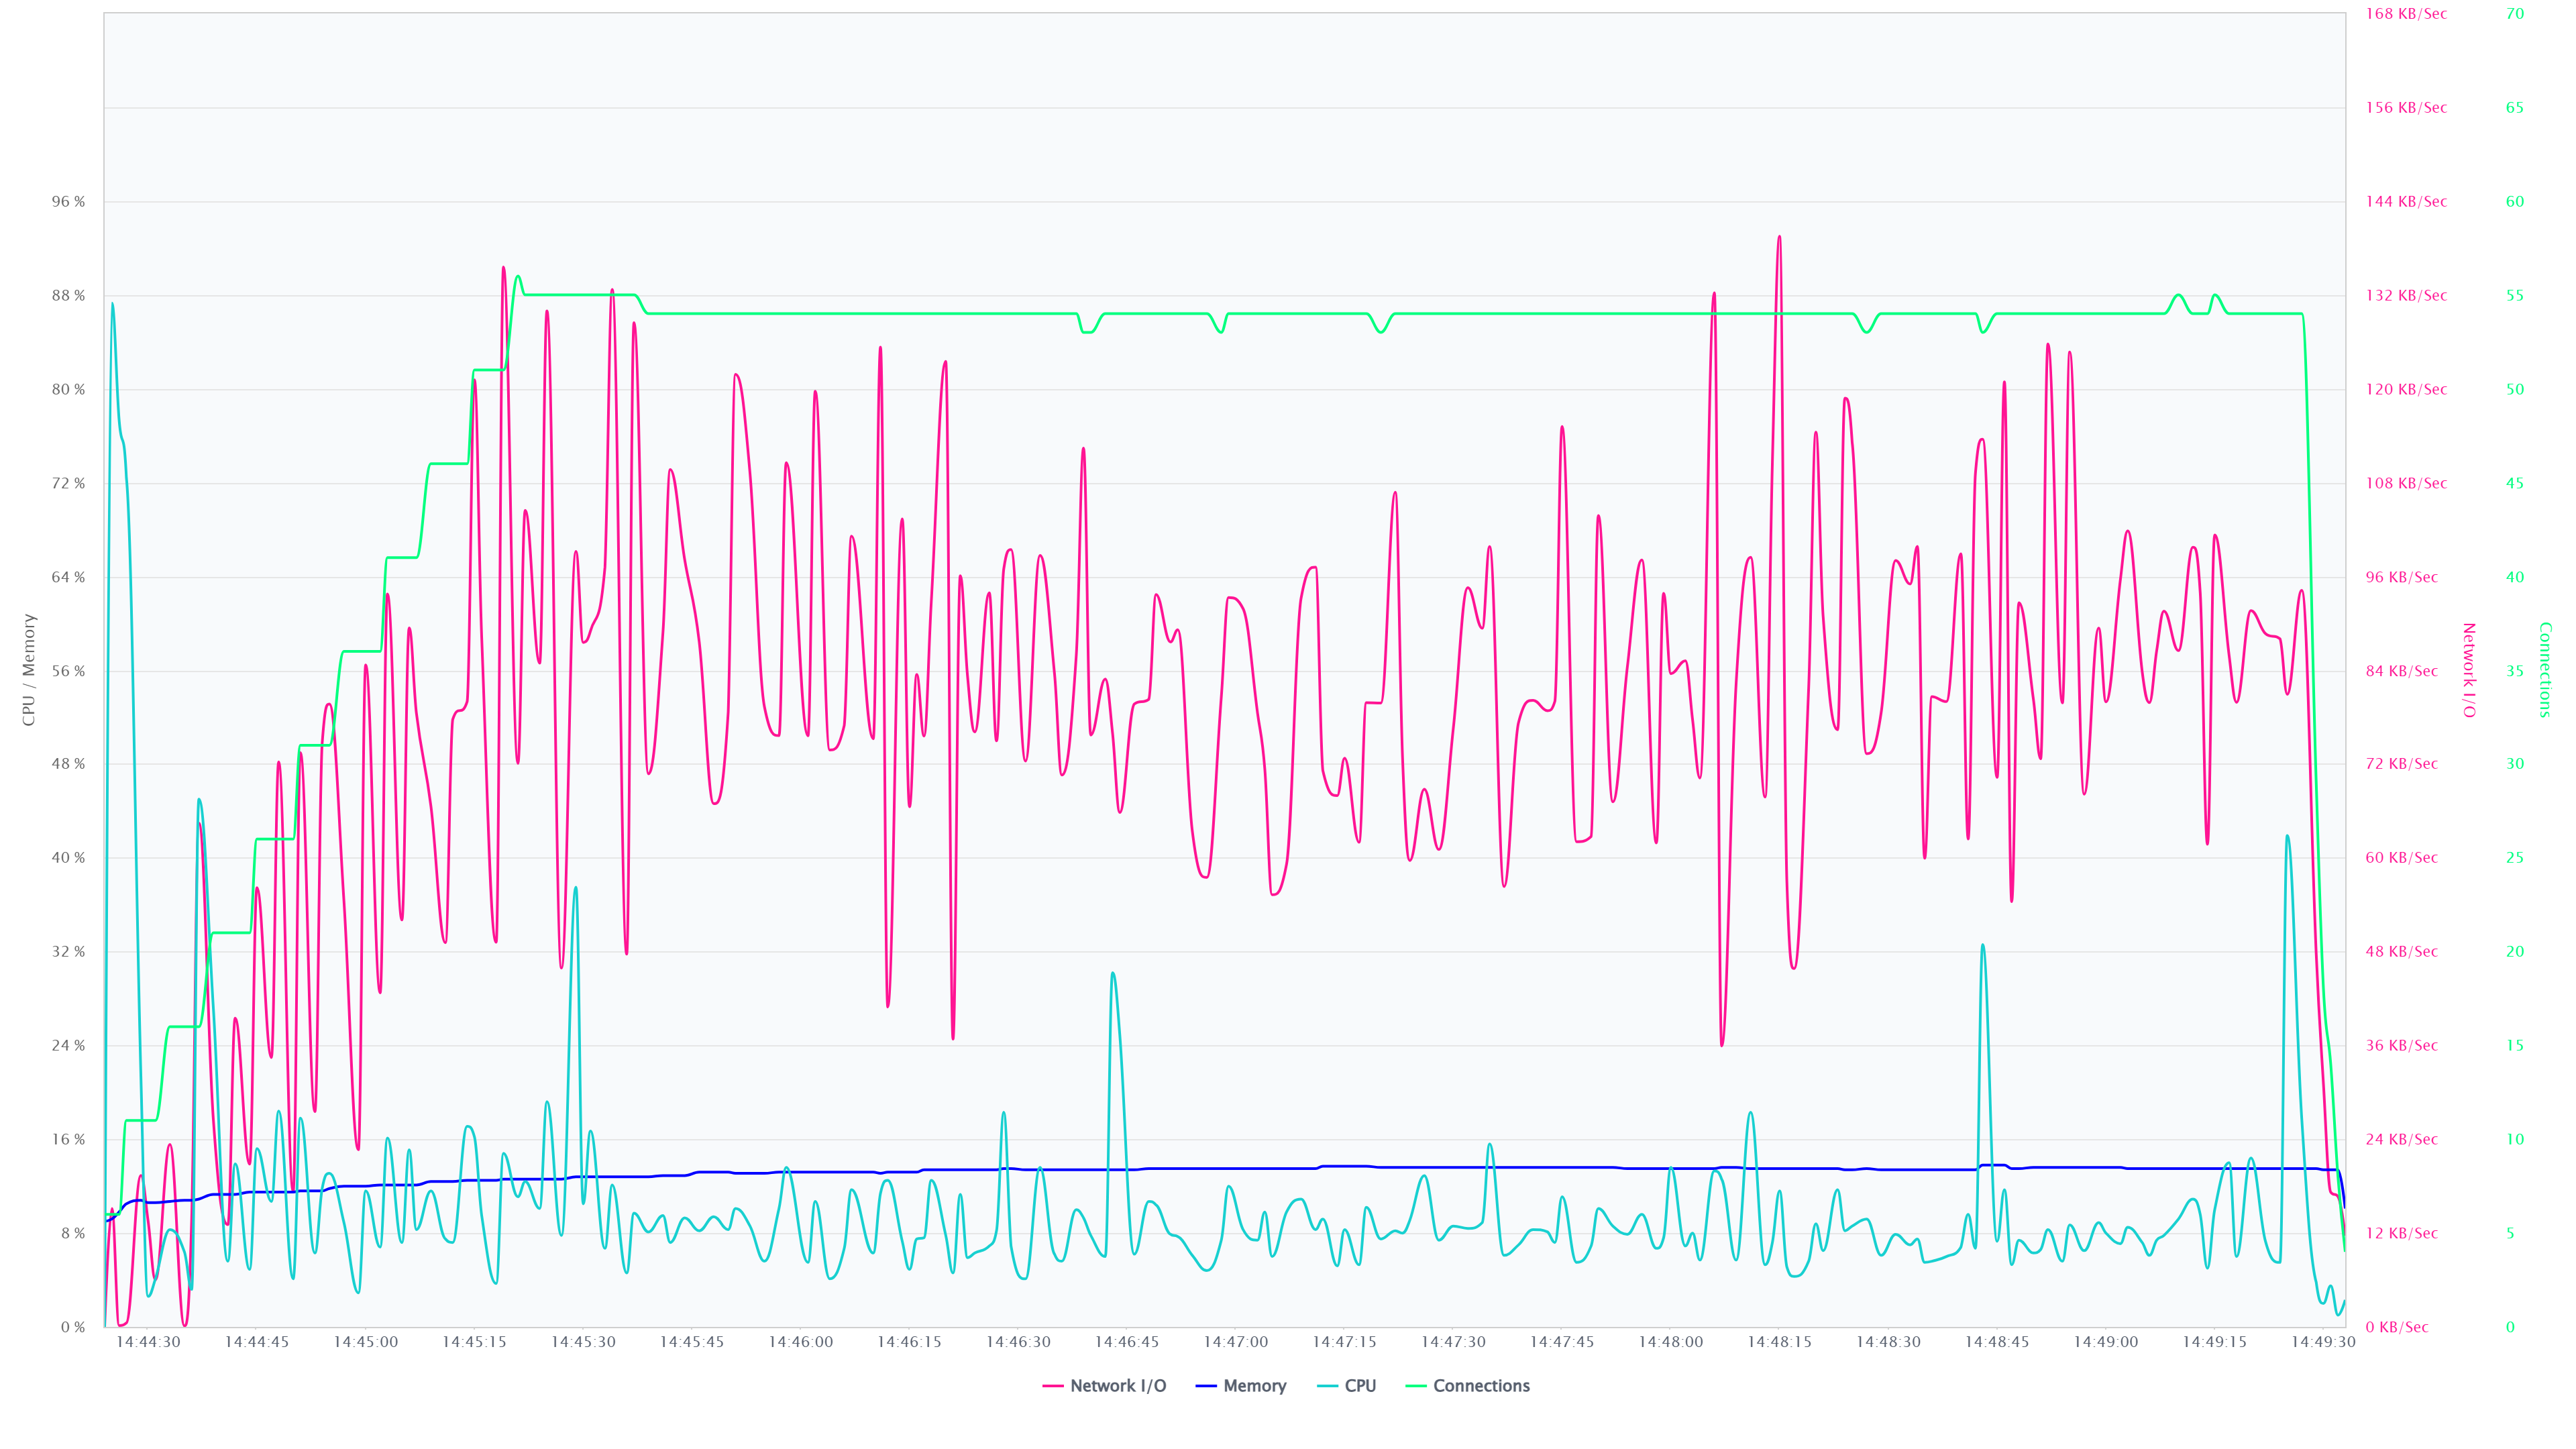 168 KB/Sec 70
156 KB/Sec 65
96 % 144 KB/Sec 60
88 % 132 KB/Sec 55
80 % 120 KB/Sec 50
72 % 108 KB/Sec 45
64 % 96 KB/Sec 40
56 % 84 KB/Sec 35
48 % 72 KB/Sec 30
40 % 60 KB/Sec 25
32 % 48 KB/Sec 20
24 % 36 KB/Sec 15
16 % 24 KB/Sec 10
8 % 12 KB/Sec 5
0 % 0 KB/Sec 0
CPU / Memory
Network I/O
Connections
14:44:30 14:44:45 14:45:00 14:45:15 14:45:30 14:45:45 14:46:00 14:46:15 14:46:30 14:46:45 14:47:00 14:47:15 14:47:30 14:47:45 14:48:00 14:48:15 14:48:30 14:48:45 14:49:00 14:49:15 14:49:30
Network I/O Memory CPU Connections